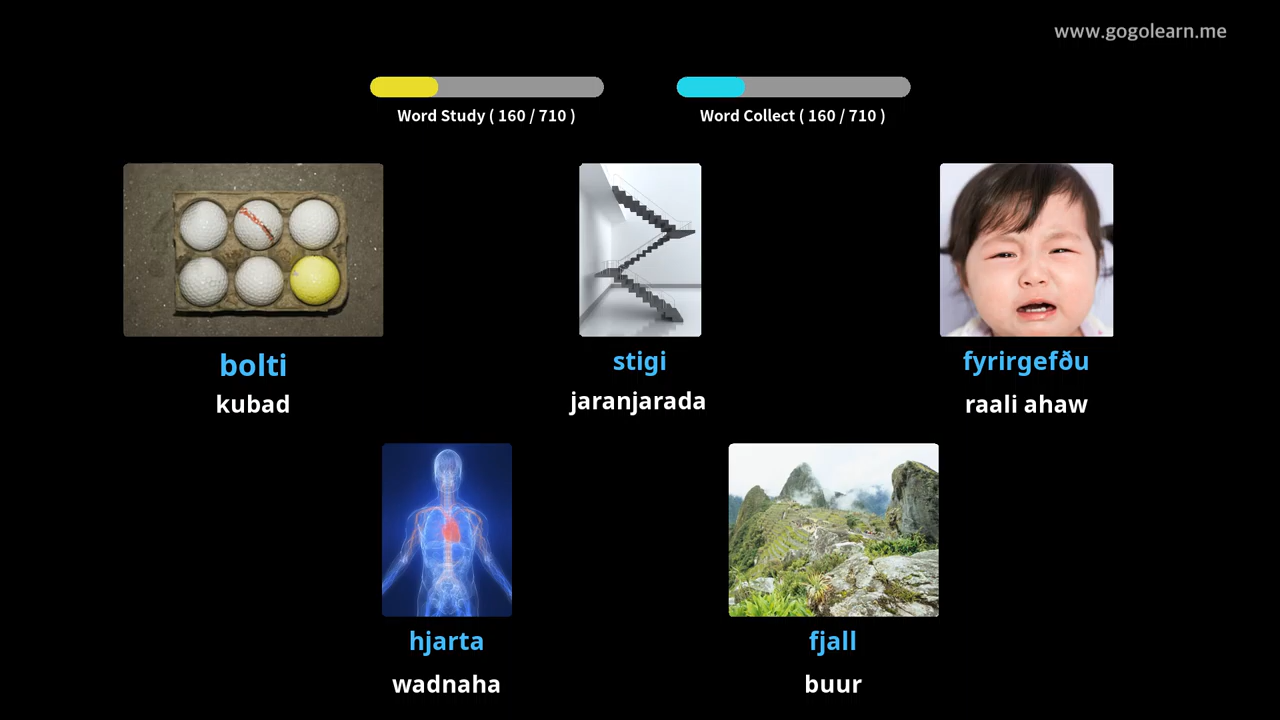 www.gogolearn.me
Word Study ( 160 / 710 )
Word Collect ( 160 / 710 )
bolti
stigi
fyrirgefðu
kubad
jaranjarada
raali ahaw
hjarta
fjall
wadnaha
buur